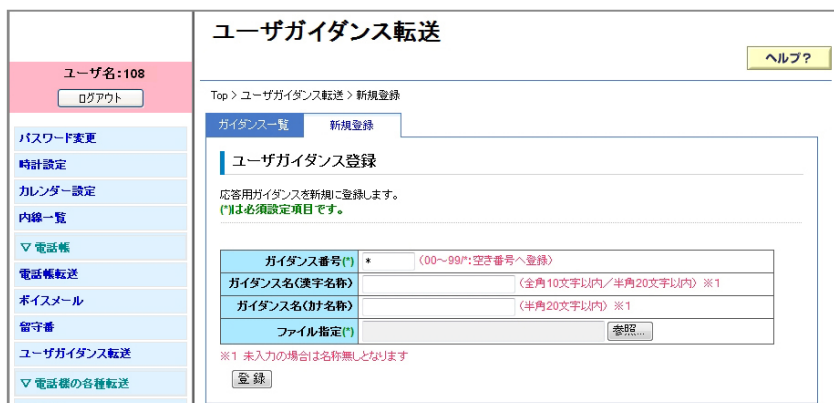 ユーザガイダンス転送
ヘルプ?
ユーザ名:108
ログアウト
パスワード変更
時計設定
カレンダー設定
内線一覧
▽ 電話帳
電話帳転送
ボイスメール
留守番
ユーザガイダンス転送
▽ 電話機の各種転送
Top > ユーザガイダンス転送 > 新規登録
ガイダンス一覧 新規登録
ユーザガイダンス登録
応答用ガイダンスを新規に登録します。
(*)は必須設定項目です。
ガイダンス番号(*) * (00～99/*:空き番号へ登録)
ガイダンス名(漢字名称) (全角10文字以内/半角20文字以内) ※1
ガイダンス名(カナ名称) (半角20文字以内) ※1
ファイル指定(*) 参照...
※1 未入力の場合は名称無しとなります
登録